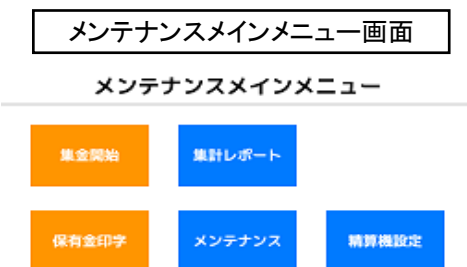 メンテナンスメインメニュー画面
メンテナンスメインメニュー
集金開始 集計レポート
保有金印字 メンテナンス 精算機設定